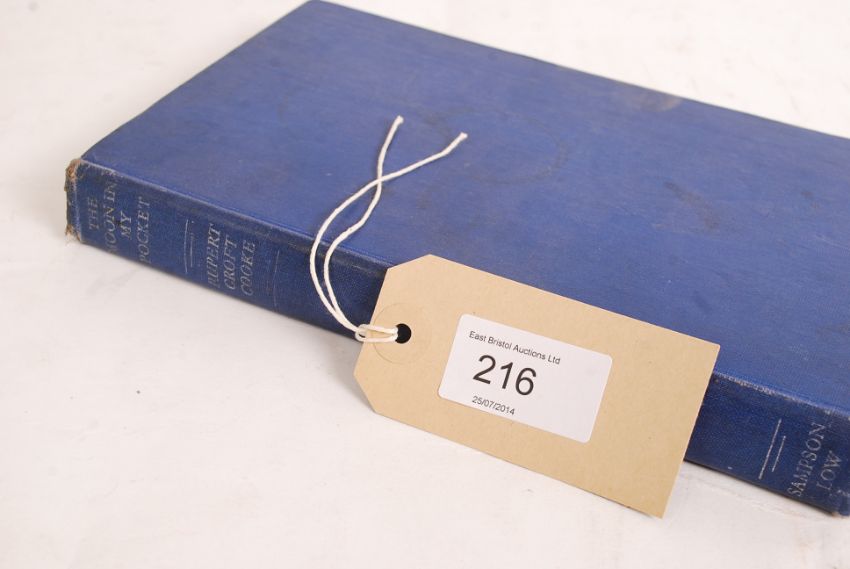 THE
MOON IN
MY
POCKET
RUPERT
CROFT
COOKE
SAMPSON
LOW
East Bristol Auctions Ltd
216
25/07/2014